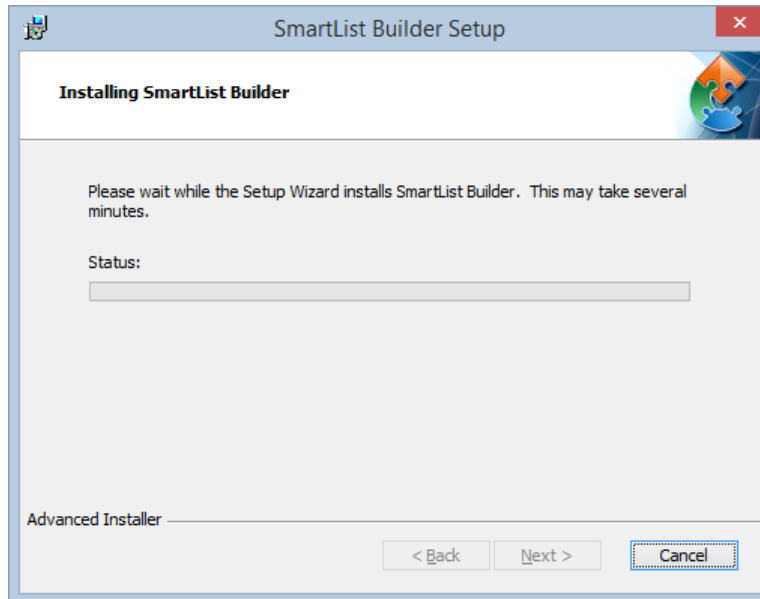 SmartList Builder Setup
Installing SmartList Builder
Please wait while the Setup Wizard installs SmartList Builder.  This may take several
minutes.
Status:
Advanced Installer
< Back
Next >
Cancel